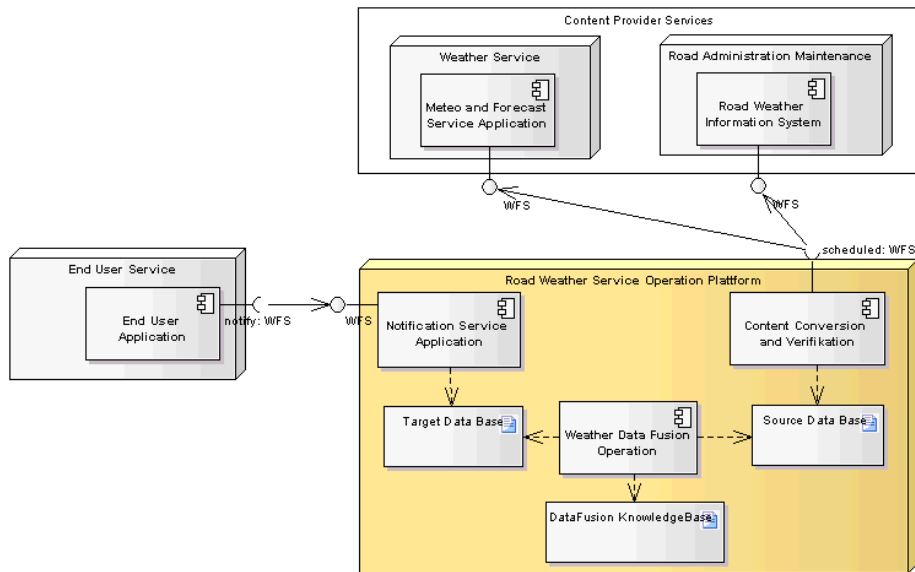 Content Provider Services
Weather Service
Road Administration Maintenance
Meteo and Forecast
Service Application
Road Weather
Information System
WFS
WFS
scheduled: WFS
End User Service
Road Weather Service Operation Plattform
End User
Application
notify: WFS
WFS
Notification Service
Application
Content Conversion
and Verifikation
Target Data Base
Weather Data Fusion
Operation
Source Data Base
DataFusion KnowledgeBase